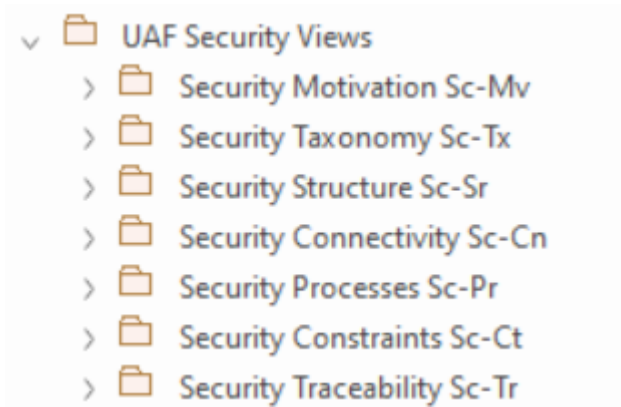 UAF Security Views
Security Motivation Sc-Mv
Security Taxonomy Sc-Tx
Security Structure Sc-Sr
Security Connectivity Sc-Cn
Security Processes Sc-Pr
Security Constraints Sc-Ct
Security Traceability Sc-Tr